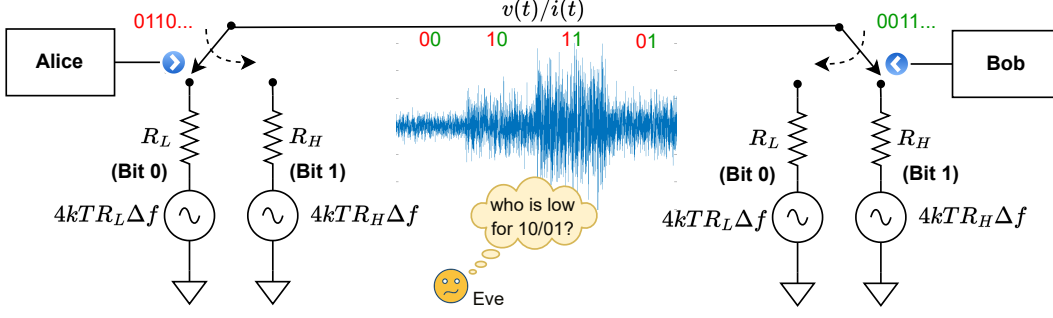 v(t)/i(t)
0110...
0011...
00 10 11 01
Alice
Bob
R_L
(Bit 0)
R_H
(Bit 1)
R_L
(Bit 0)
R_H
(Bit 1)
4kTR_LΔf
4kTR_HΔf
4kTR_LΔf
4kTR_HΔf
who is low
for 10/01?
Eve